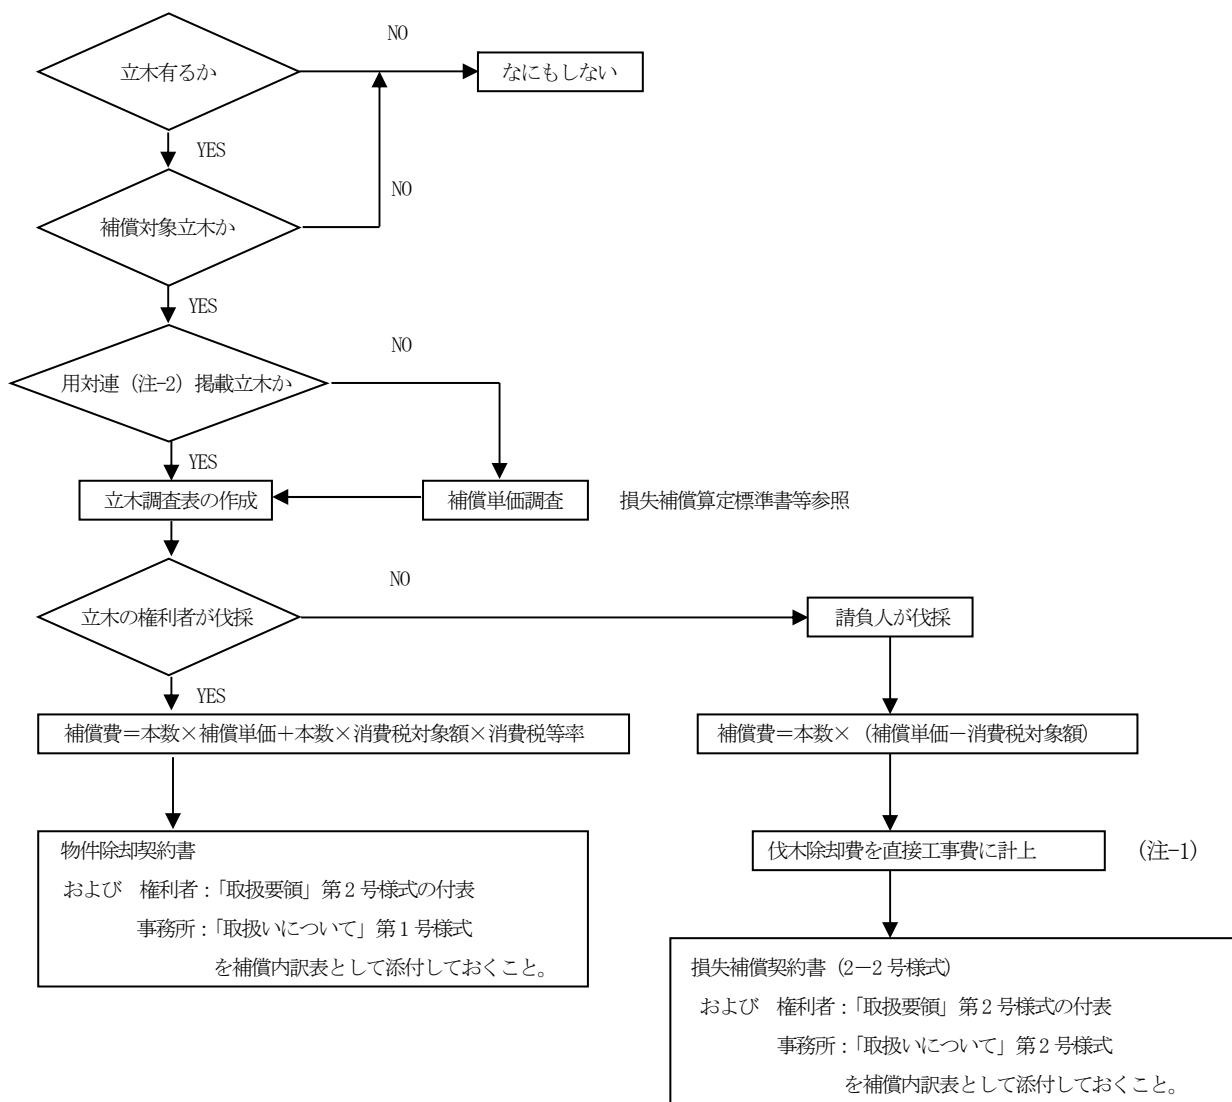 NO
立木有るか
なにもしない
YES
NO
補償対象立木か
YES
NO
用対連（注-2）掲載立木か
YES
立木調査表の作成
補償単価調査
損失補償算定標準書等参照
NO
立木の権利者が伐採
請負人が伐採
YES
補償費＝本数×補償単価＋本数×消費税対象額×消費税等率
補償費＝本数×（補償単価－消費税対象額）
物件除却契約書
および　権利者：「取扱要領」第２号様式の付表
事務所：「取扱いについて」第１号様式
を補償内訳表として添付しておくこと。
伐木除却費を直接工事費に計上
（注-1）
損失補償契約書（2－2号様式）
および　権利者：「取扱要領」第２号様式の付表
事務所：「取扱いについて」第２号様式
を補償内訳表として添付しておくこと。